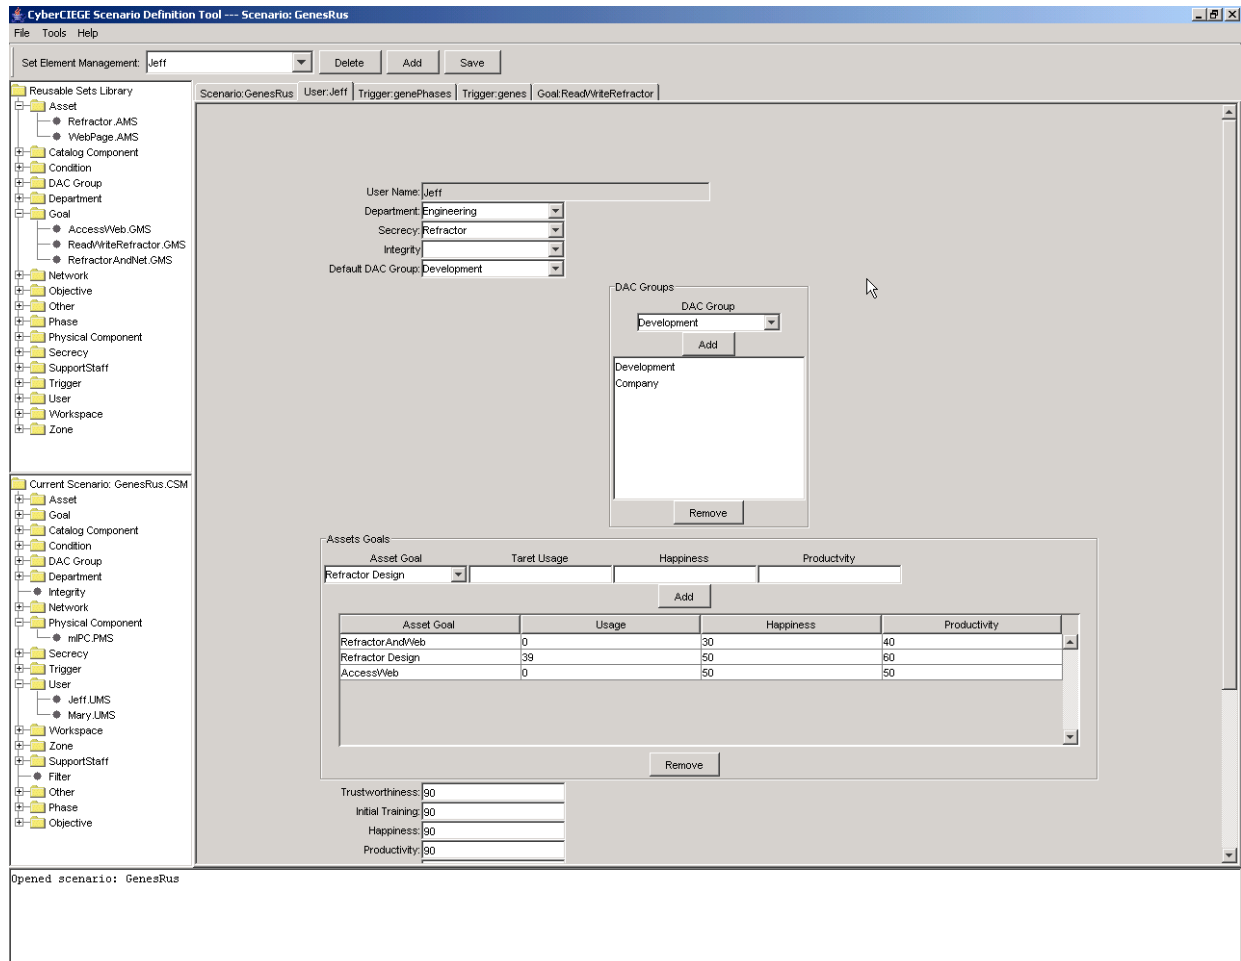 CyberCIEGE Scenario Definition Tool --- Scenario: GenesRus
File Tools Help
Set Element Management: Jeff Delete Add Save
Reusable Sets Library
Asset
Refractor.AMS
WebPage.AMS
Catalog Component
Condition
DAC Group
Department
Goal
AccessWeb.GMS
ReadWriteRefractor.GMS
RefractorAndNet.GMS
Network
Objective
Other
Phase
Physical Component
Secrecy
SupportStaff
Trigger
User
Workspace
Zone
Current Scenario: GenesRus.CSM
Asset
Goal
Catalog Component
Condition
DAC Group
Department
Integrity
Network
Physical Component
mIPC.PMS
Secrecy
Trigger
User
Jeff.UMS
Mary.UMS
Workspace
Zone
SupportStaff
Filter
Other
Phase
Objective
Scenario:GenesRus User:Jeff Trigger:genePhases Trigger:genes Goal:ReadWriteRefractor
User Name: Jeff
Department: Engineering
Secrecy: Refractor
Integrity
Default DAC Group: Development
DAC Groups
DAC Group
Development
Add
Development
Company
Remove
Assets Goals
Asset Goal Taret Usage Happiness Productvity
Refractor Design
Add
Asset Goal Usage Happiness Productivity
RefractorAndWeb 0 30 40
Refractor Design 39 50 60
AccessWeb 0 50 50
Remove
Trustworthiness: 90
Initial Training: 90
Happiness: 90
Productivity: 90
Opened scenario: GenesRus